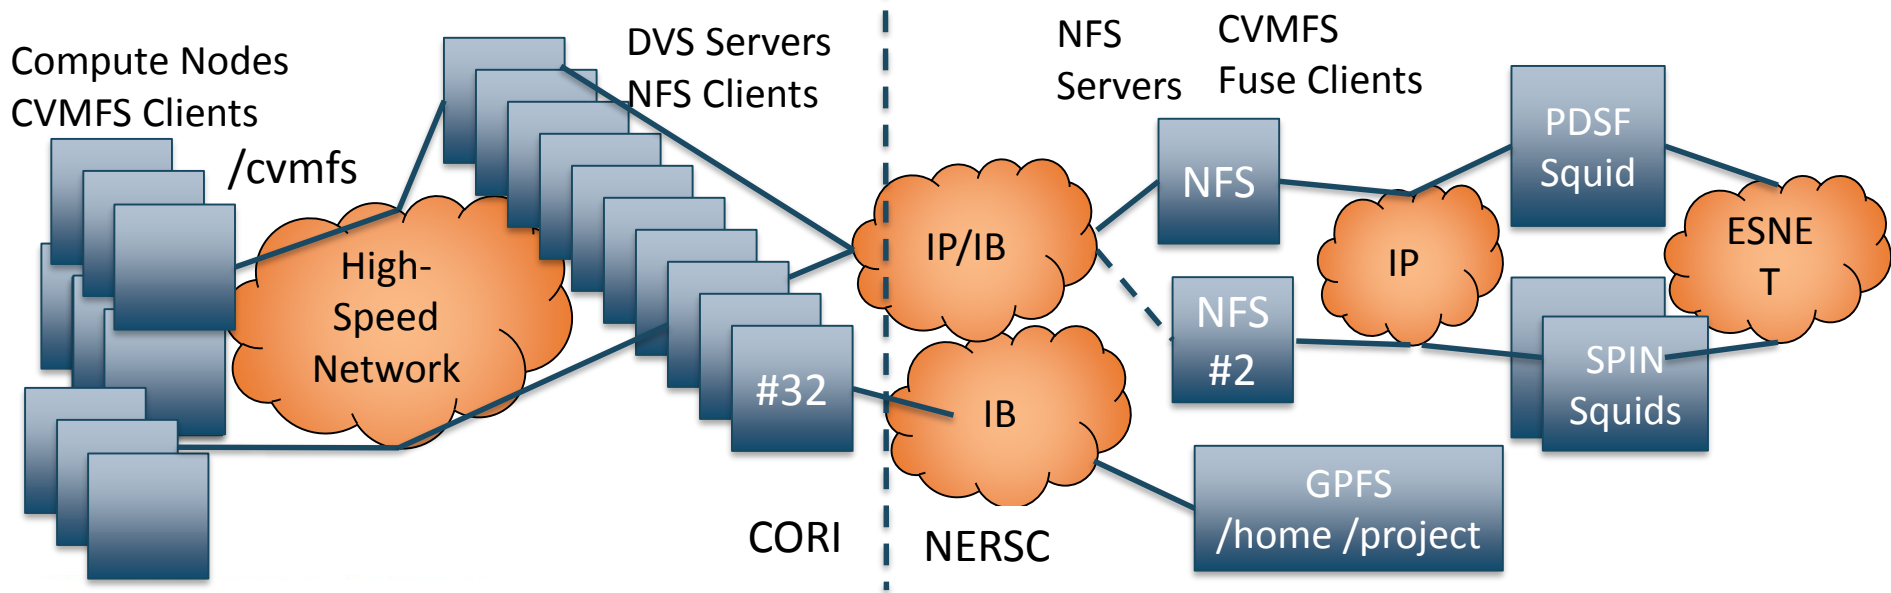 Compute Nodes
CVMFS Clients
/cvmfs
High-
Speed
Network
DVS Servers
NFS Clients
#32
CORI
NERSC
IP/IB
IB
NFS
Servers
CVMFS
Fuse Clients
NFS
NFS
#2
IP
PDSF
Squid
SPIN
Squids
ESNE
T
GPFS
/home /project